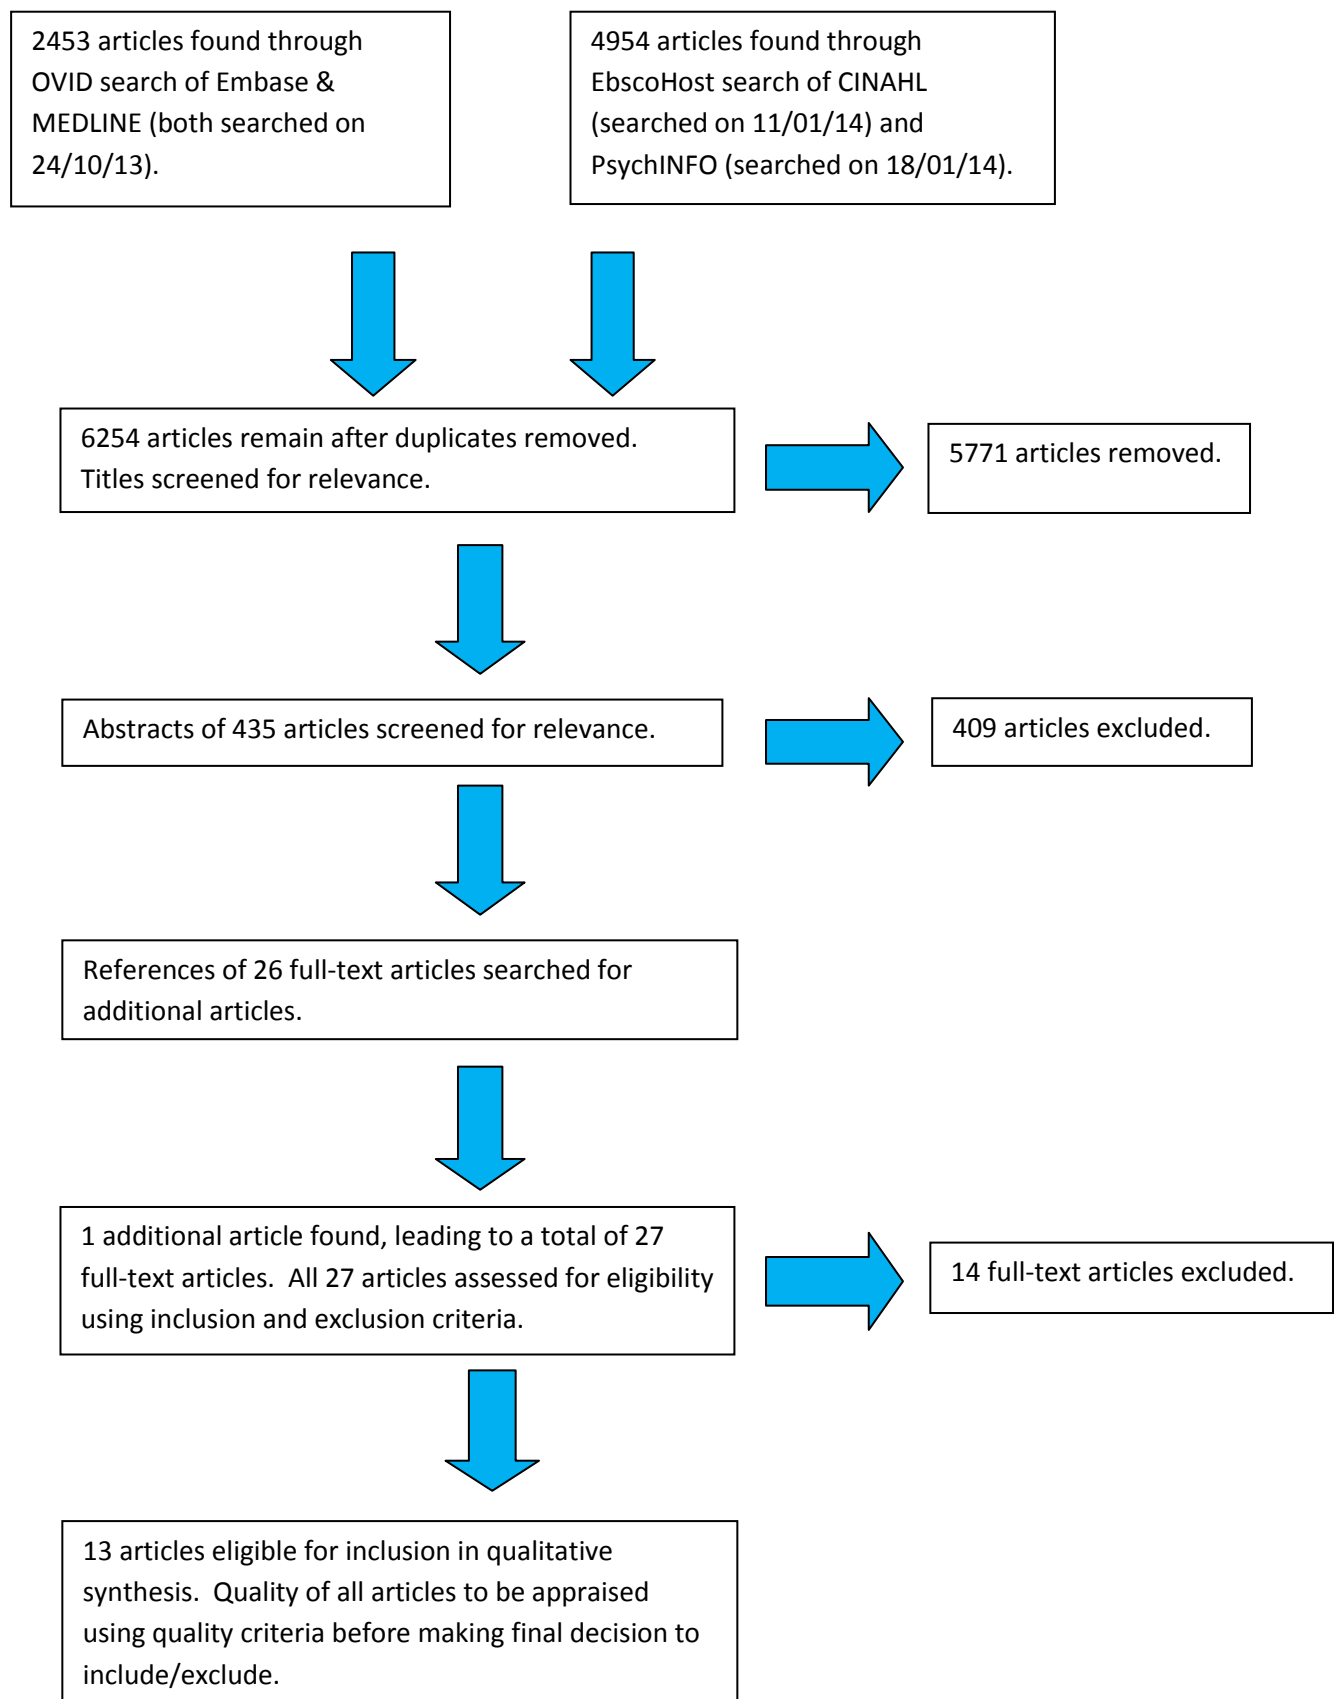 2453 articles found through
OVID search of Embase &
MEDLINE (both searched on
24/10/13).
4954 articles found through
EbscoHost search of CINAHL
(searched on 11/01/14) and
PsychINFO (searched on 18/01/14).
6254 articles remain after duplicates removed.
Titles screened for relevance.
5771 articles removed.
Abstracts of 435 articles screened for relevance.
409 articles excluded.
References of 26 full-text articles searched for
additional articles.
1 additional article found, leading to a total of 27
full-text articles.  All 27 articles assessed for eligibility
using inclusion and exclusion criteria.
14 full-text articles excluded.
13 articles eligible for inclusion in qualitative
synthesis.  Quality of all articles to be appraised
using quality criteria before making final decision to
include/exclude.